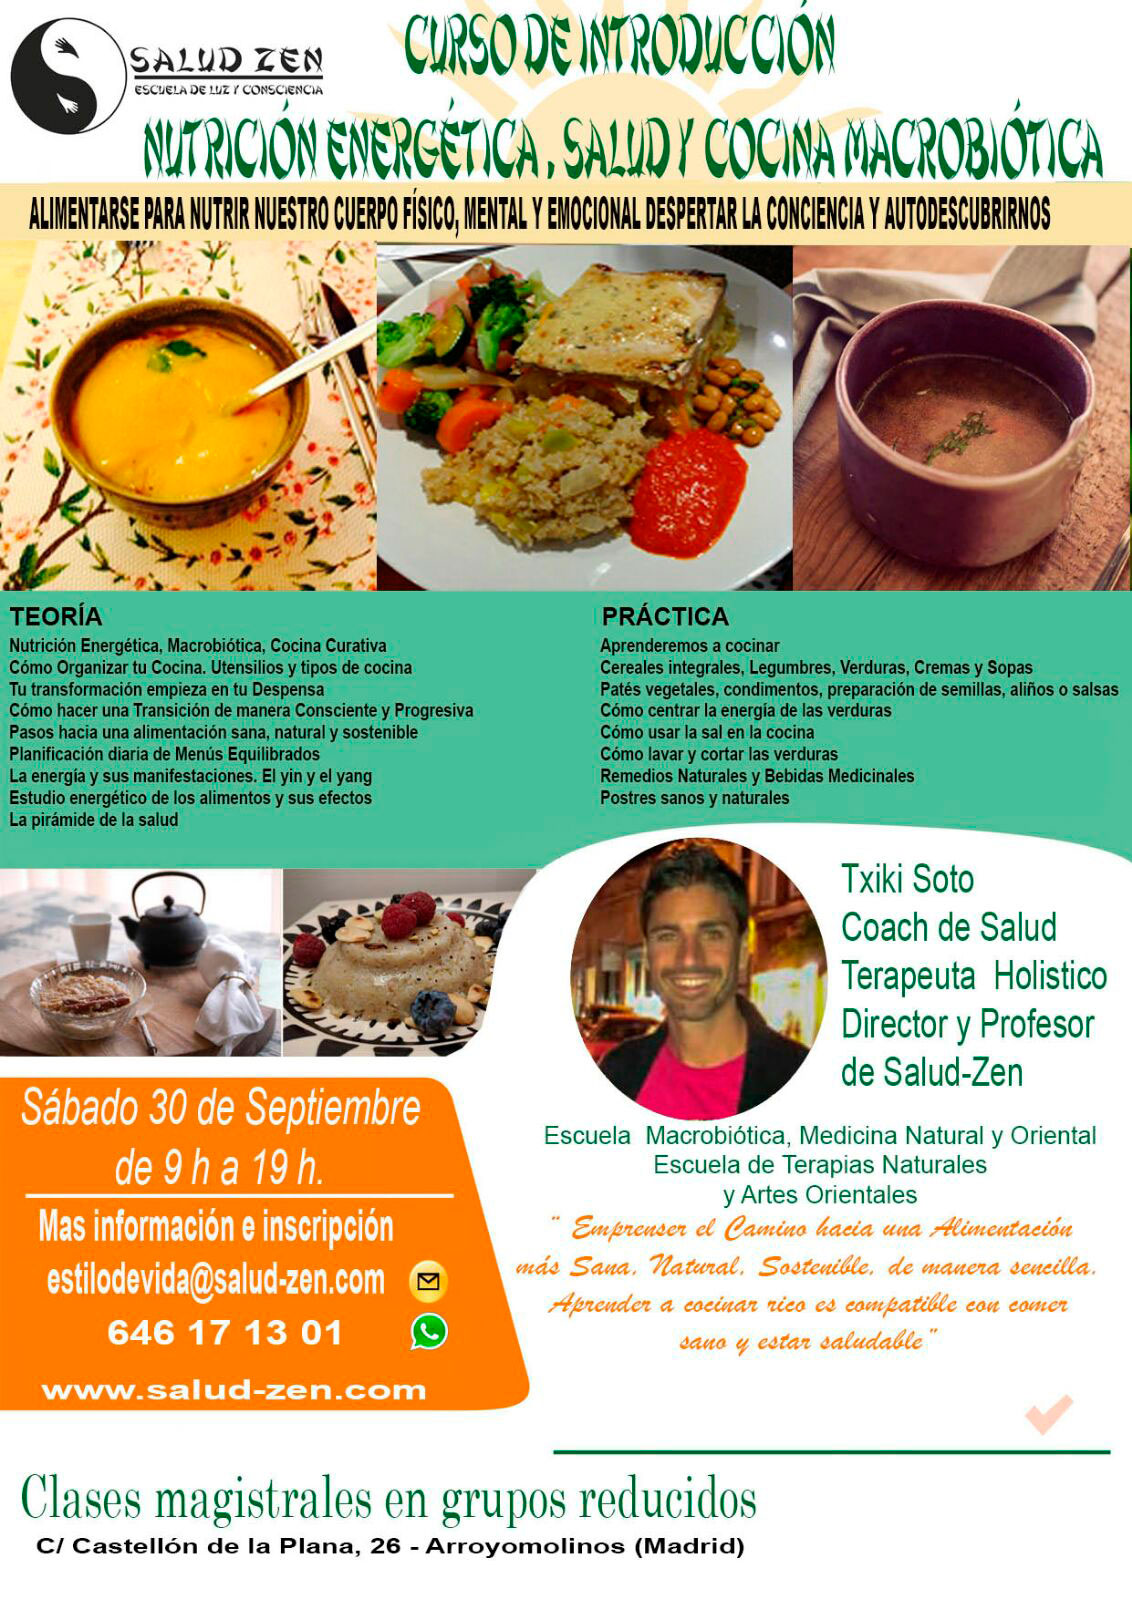 SALUD ZEN
ESCUELA DE LUZ Y CONSCIENCIA
CURSO DE INTRODUCCIÓN
NUTRICIÓN ENERGÉTICA, SALUD Y COCINA MACROBIÓTICA
ALIMENTARSE PARA NUTRIR NUESTRO CUERPO FÍSICO, MENTAL Y EMOCIONAL DESPERTAR LA CONCIENCIA Y AUTODESCUBRIRNOS
TEORÍA
Nutrición Energética, Macrobiótica, Cocina Curativa
Cómo Organizar tu Cocina. Utensilios y tipos de cocina
Tu transformación empieza en tu Despensa
Cómo hacer una Transición de manera Consciente y Progresiva
Pasos hacia una alimentación sana, natural y sostenible
Planificación diaria de Menús Equilibrados
La energía y sus manifestaciones. El yin y el yang
Estudio energético de los alimentos y sus efectos
La pirámide de la salud
PRÁCTICA
Aprenderemos a cocinar
Cereales integrales, Legumbres, Verduras, Cremas y Sopas
Patés vegetales, condimentos, preparación de semillas, aliños o salsas
Cómo centrar la energía de las verduras
Cómo usar la sal en la cocina
Cómo lavar y cortar las verduras
Remedios Naturales y Bebidas Medicinales
Postres sanos y naturales
Txiki Soto
Coach de Salud
Terapeuta Holistico
Director y Profesor
de Salud-Zen
Escuela Macrobiótica, Medicina Natural y Oriental
Escuela de Terapias Naturales
y Artes Orientales
" Emprenser el Camino hacia una Alimentación
más Sana, Natural, Sostenible, de manera sencilla.
Aprender a cocinar rico es compatible con comer
sano y estar saludable"
Sábado 30 de Septiembre
de 9 h a 19 h.
Mas información e inscripción
estilodevida@salud-zen.com
646 17 13 01
www.salud-zen.com
Clases magistrales en grupos reducidos
C/ Castellón de la Plana, 26 - Arroyomolinos (Madrid)